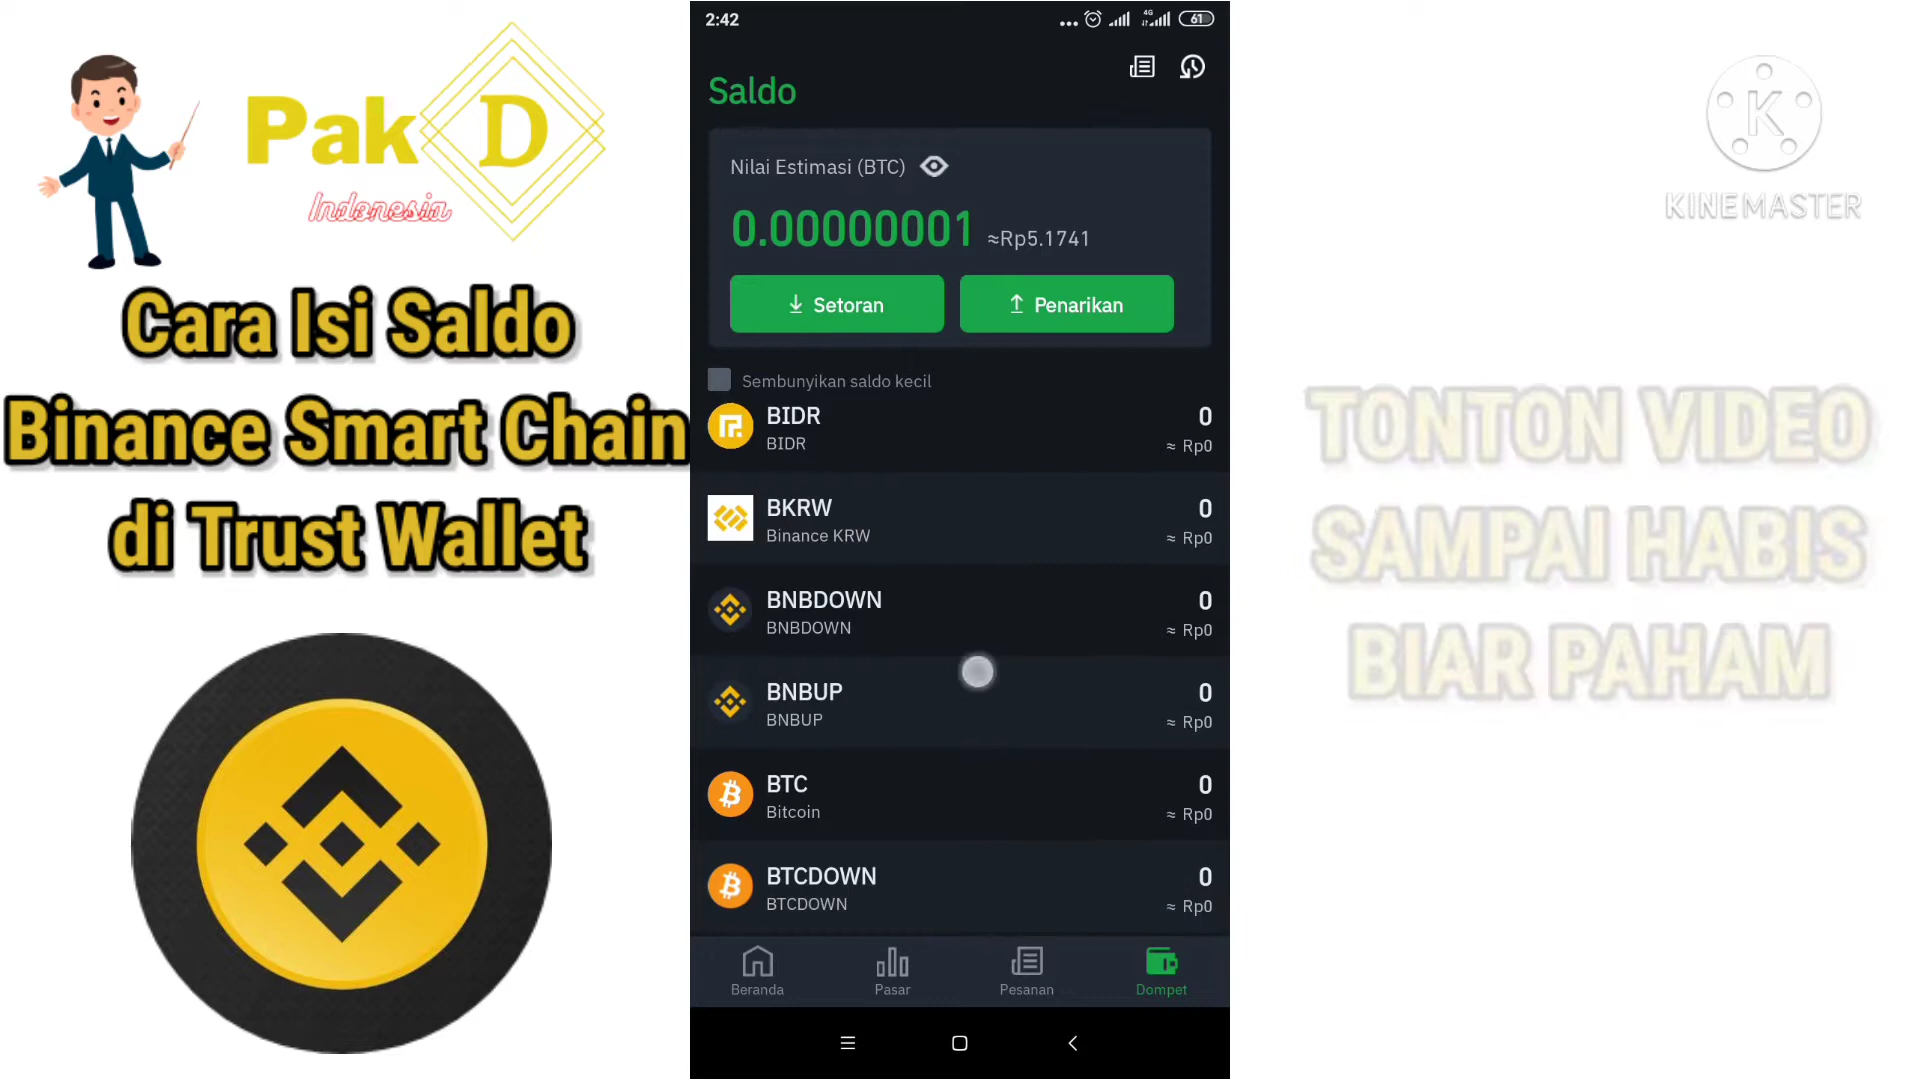 Pak D
Indonesia
Cara Isi Saldo
Binance Smart Chain
di Trust Wallet
2:42
4G
61
Saldo
Nilai Estimasi (BTC)
0.00000001 ≈Rp5.1741
Setoran
Penarikan
Sembunyikan saldo kecil
BIDR 0
BIDR ≈ Rp0
BKRW 0
Binance KRW ≈ Rp0
BNBDOWN 0
BNBDOWN ≈ Rp0
BNBUP 0
BNBUP ≈ Rp0
BTC 0
Bitcoin ≈ Rp0
BTCDOWN 0
BTCDOWN ≈ Rp0
Beranda Pasar Pesanan Dompet
K
KINEMASTER
TONTON VIDEO
SAMPAI HABIS
BIAR PAHAM